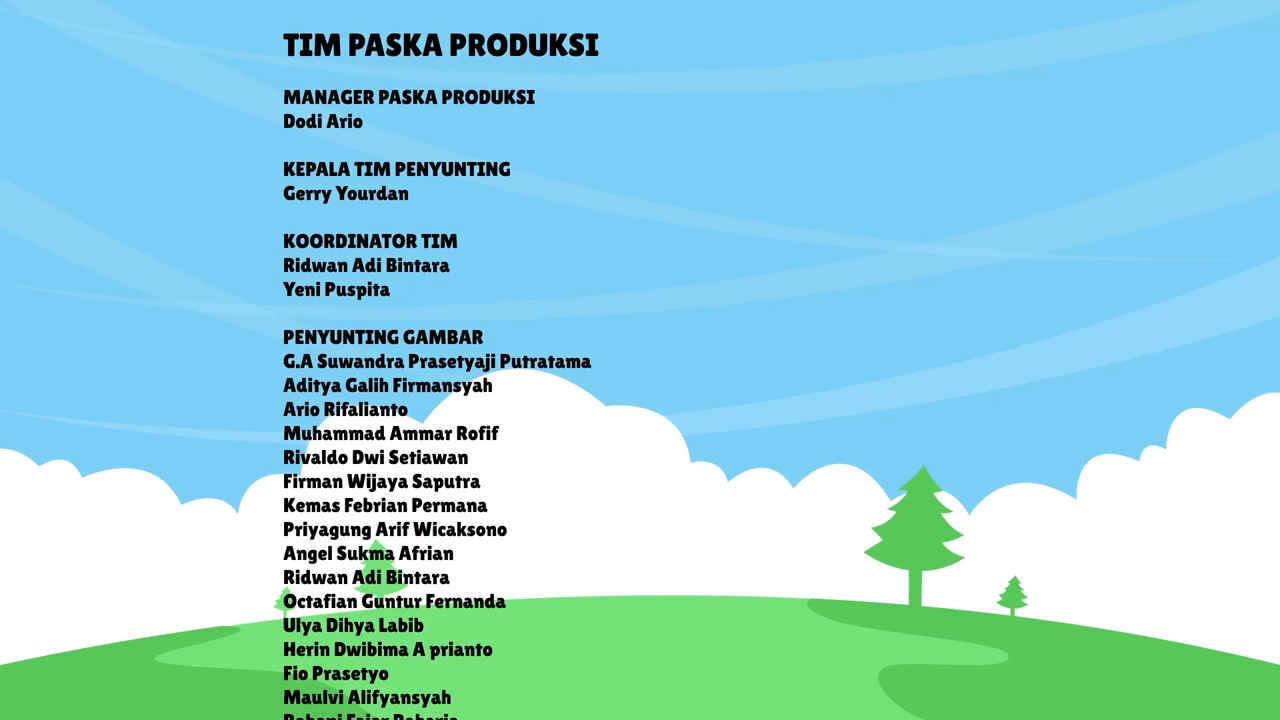 TIM PASKA PRODUKSI
MANAGER PASKA PRODUKSI
Dodi Ario
KEPALA TIM PENYUNTING
Gerry Yourdan
KOORDINATOR TIM
Ridwan Adi Bintara
Yeni Puspita
PENYUNTING GAMBAR
G.A Suwandra Prasetyaji Putratama
Aditya Galih Firmansyah
Ario Rifalianto
Muhammad Ammar Rofif
Rivaldo Dwi Setiawan
Firman Wijaya Saputra
Kemas Febrian Permana
Priyagung Arif Wicaksono
Angel Sukma Afrian
Ridwan Adi Bintara
Octafian Guntur Fernanda
Ulya Dihya Labib
Herin Dwibima A prianto
Fio Prasetyo
Maulvi Alifyansyah